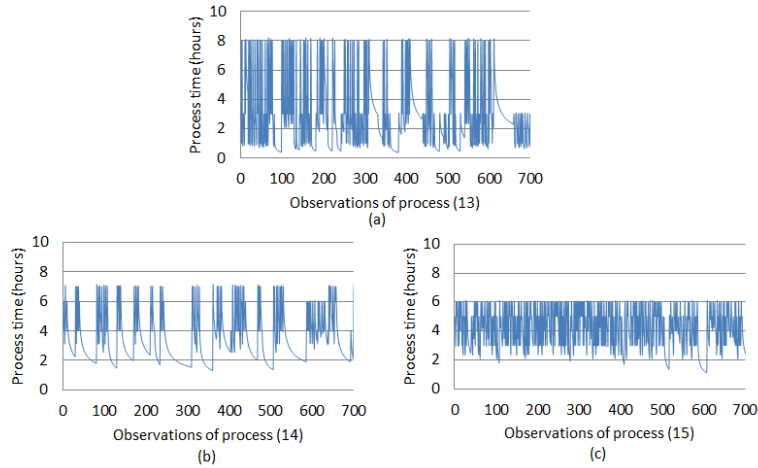 Process time (hours)
10
8
6
4
2
0
0 100 200 300 400 500 600 700
Observations of process (13)
(a)
Process time (hours)
10
8
6
4
2
0
0 100 200 300 400 500 600 700
Observations of process (14)
(b)
Process time (hours)
10
8
6
4
2
0
0 100 200 300 400 500 600 700
Observations of process (15)
(c)